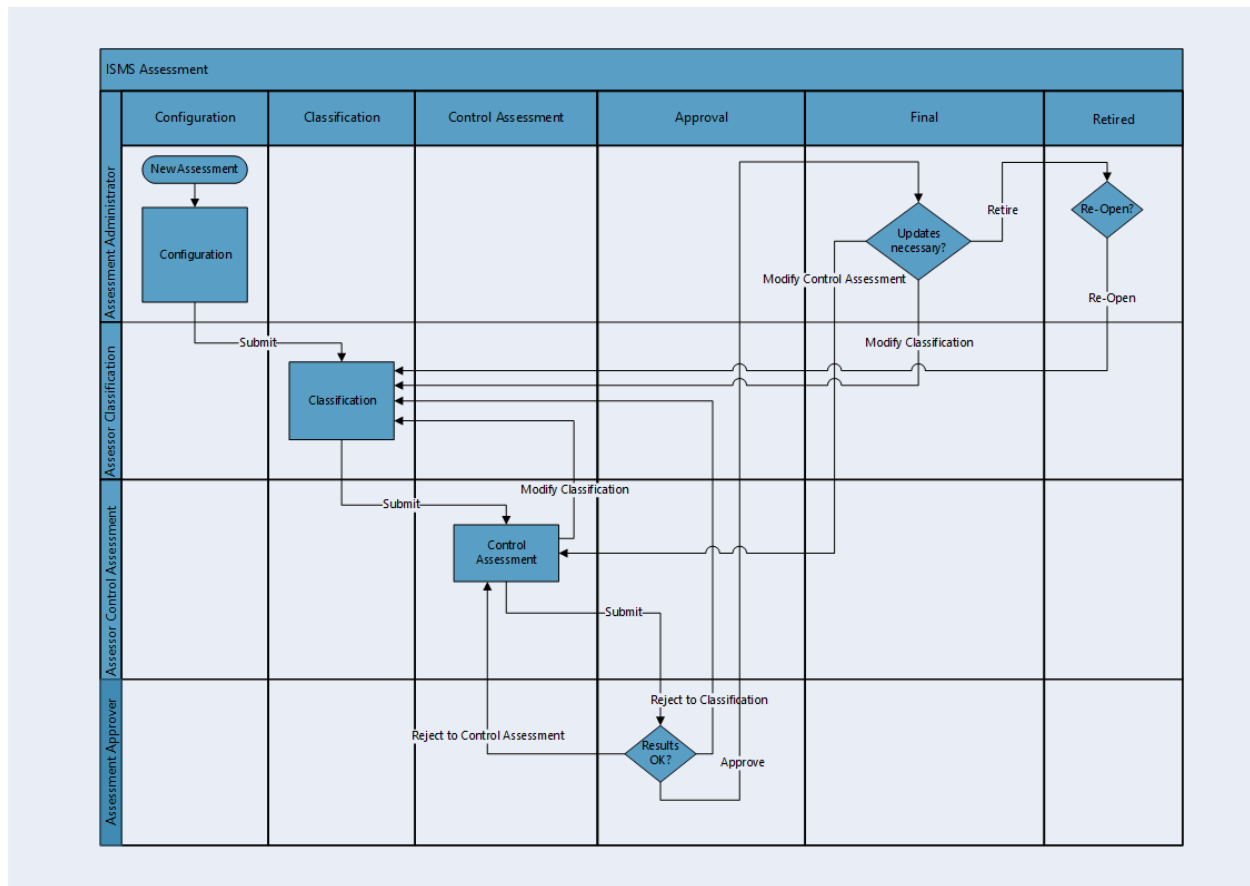 ISMS Assessment
Configuration
Classification
Control Assessment
Approval
Final
Retired
Assessment Administrator
New Assessment
Configuration
Updates
necessary?
Retire
Re-Open?
Modify Control Assessment
Re-Open
Submit
Modify Classification
Assessor Classification
Classification
Modify Classification
Submit
Assessor Control Assessment
Control
Assessment
Submit
Assessment Approver
Reject to Classification
Reject to Control Assessment
Results
OK?
Approve